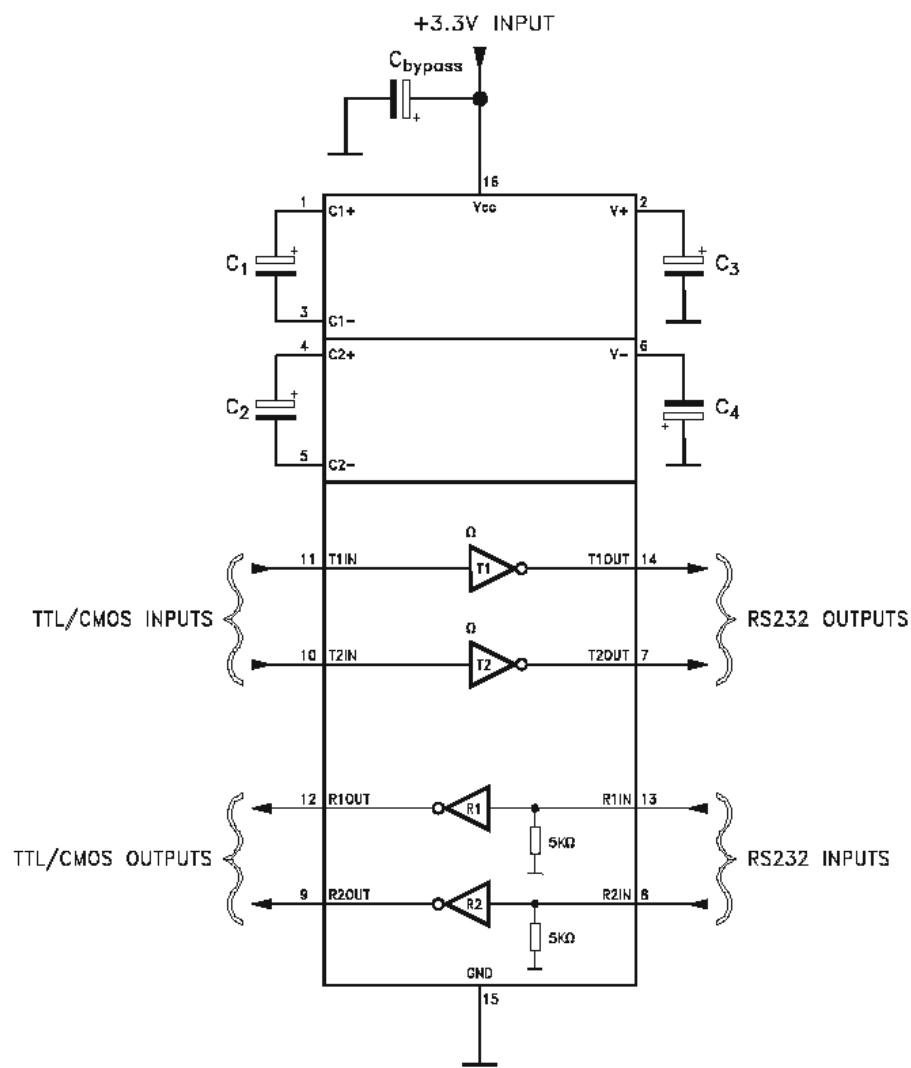 +3.3V INPUT
Cbypass
+
16
Vcc
1 C1+ V+ 2
C1 + + C3
3 C1-
4 C2+ V- 6
C2 + + C4
5 C2-
Ω
11 T1IN T1 T1OUT 14
TTL/CMOS INPUTS RS232 OUTPUTS
Ω
10 T2IN T2 T2OUT 7
12 R1OUT R1 R1IN 13
5KΩ
TTL/CMOS OUTPUTS RS232 INPUTS
9 R2OUT R2 R2IN 8
5KΩ
GND
15